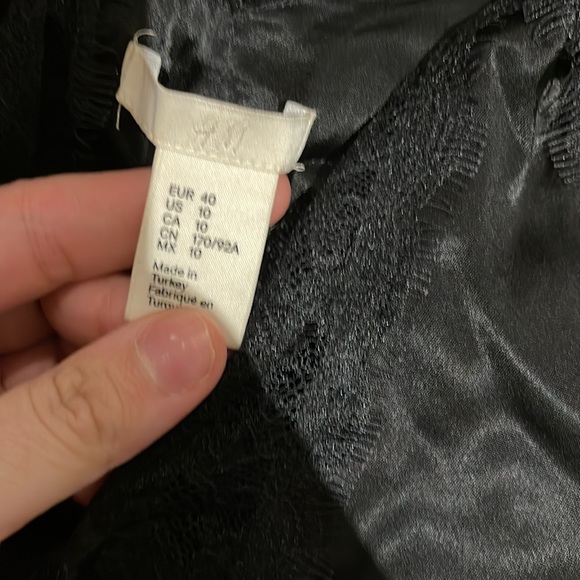 EUR 40
US 10
CA 10
CN 170/92A
MX 10
Made in
Turkey
Fabriqué en